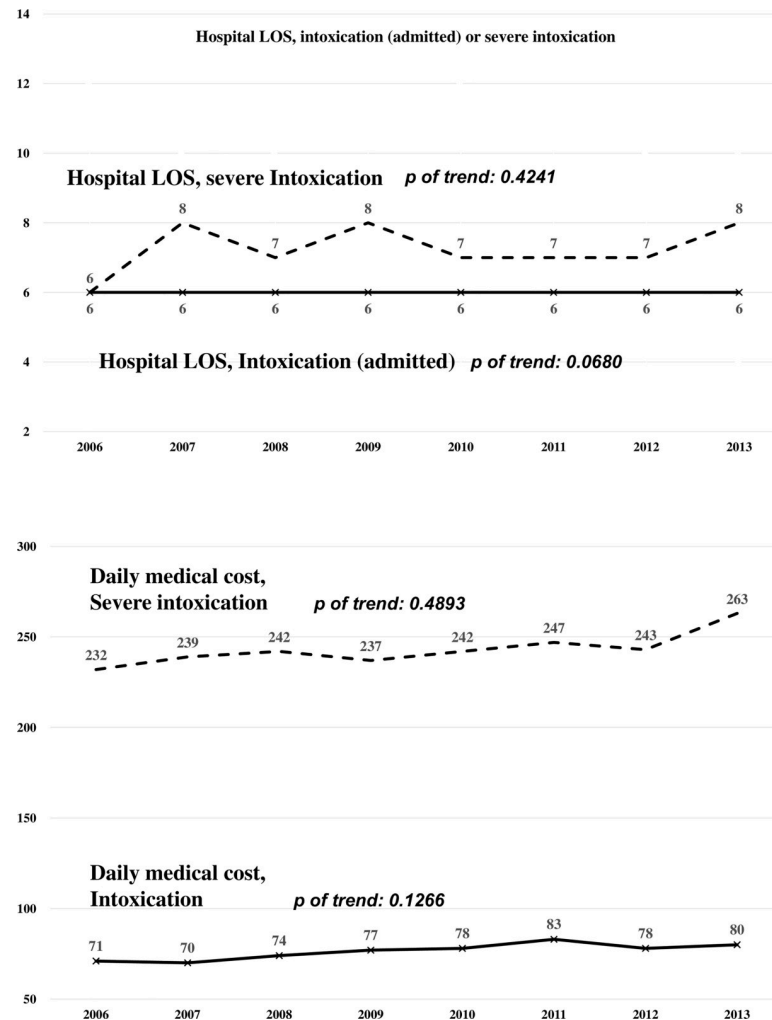 14
Hospital LOS, intoxication (admitted) or severe intoxication
12
10
Hospital LOS, severe Intoxication p of trend: 0.4241
8
8 8 7 8 7 7 7 8
6
6
6 6 6 6 6 6 6 6
Hospital LOS, Intoxication (admitted) p of trend: 0.0680
4
2
2006 2007 2008 2009 2010 2011 2012 2013
300
Daily medical cost,
Severe intoxication p of trend: 0.4893
250
232 239 242 237 242 247 243 263
200
150
Daily medical cost,
Intoxication p of trend: 0.1266
100
71 70 74 77 78 83 78 80
50
2006 2007 2008 2009 2010 2011 2012 2013